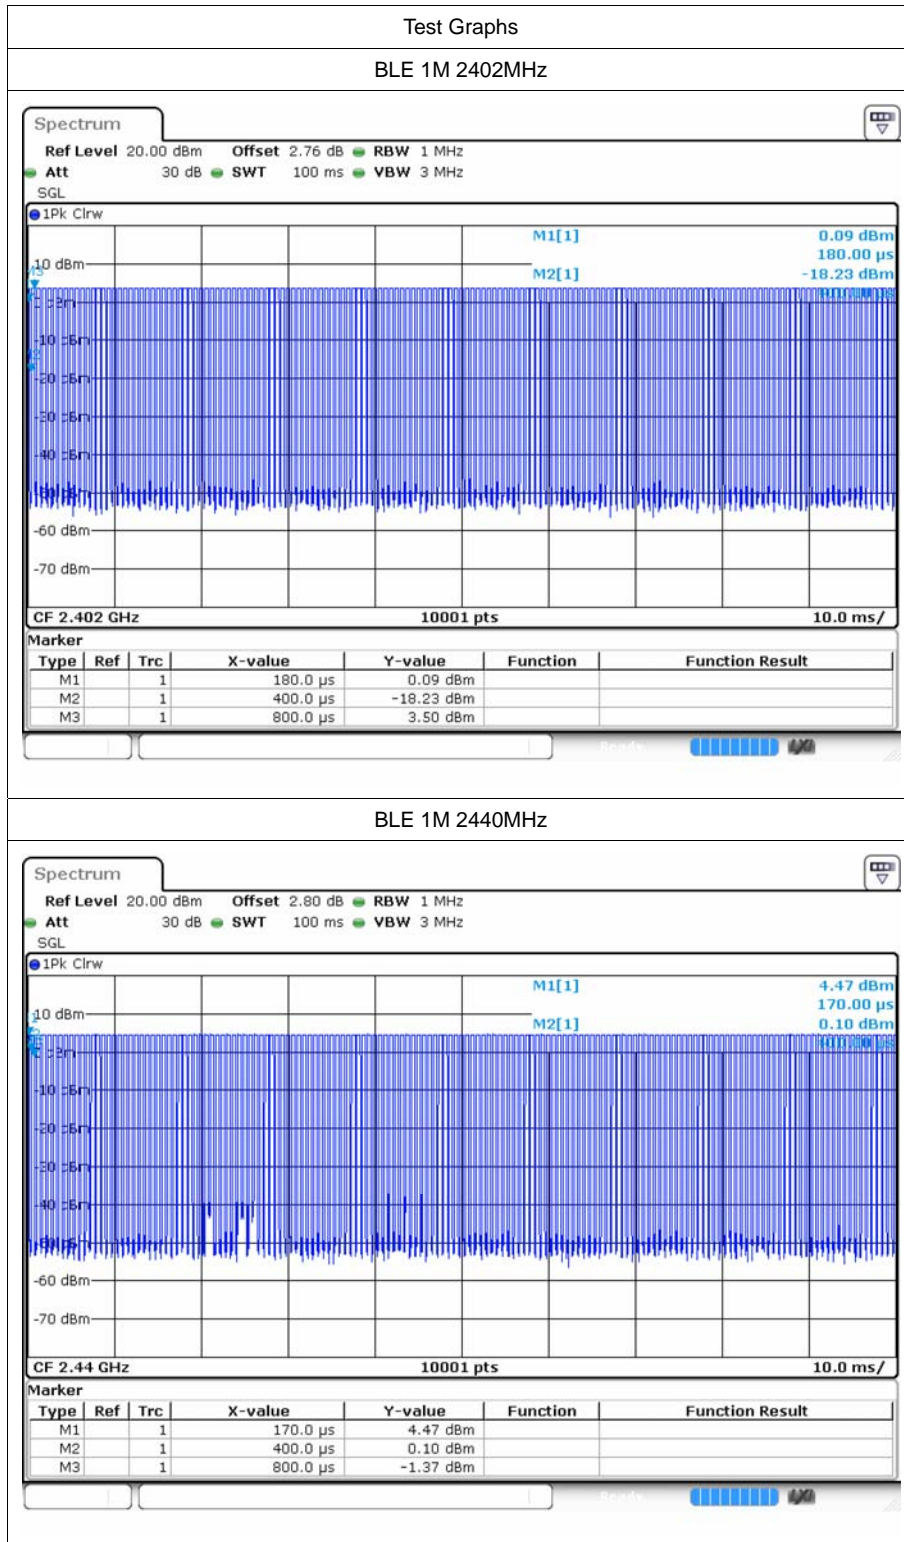 Test Graphs
BLE 1M 2402MHz
Spectrum
Ref Level 20.00 dBm Offset 2.76 dB RBW 1 MHz
Att 30 dB SWT 100 ms VBW 3 MHz
SGL
1Pk Clrw
M1[1] 0.09 dBm
180.00 µs
10 dBm
M2[1] -18.23 dBm
-60 dBm
-70 dBm
CF 2.402 GHz 10001 pts 10.0 ms/
Marker
Type Ref Trc X-value Y-value Function Function Result
M1 1 180.0 µs 0.09 dBm
M2 1 400.0 µs -18.23 dBm
M3 1 800.0 µs 3.50 dBm
Ready
BLE 1M 2440MHz
Spectrum
Ref Level 20.00 dBm Offset 2.80 dB RBW 1 MHz
Att 30 dB SWT 100 ms VBW 3 MHz
SGL
1Pk Clrw
M1[1] 4.47 dBm
170.00 µs
10 dBm
M2[1] 0.10 dBm
-60 dBm
-70 dBm
CF 2.44 GHz 10001 pts 10.0 ms/
Marker
Type Ref Trc X-value Y-value Function Function Result
M1 1 170.0 µs 4.47 dBm
M2 1 400.0 µs 0.10 dBm
M3 1 800.0 µs -1.37 dBm
Ready